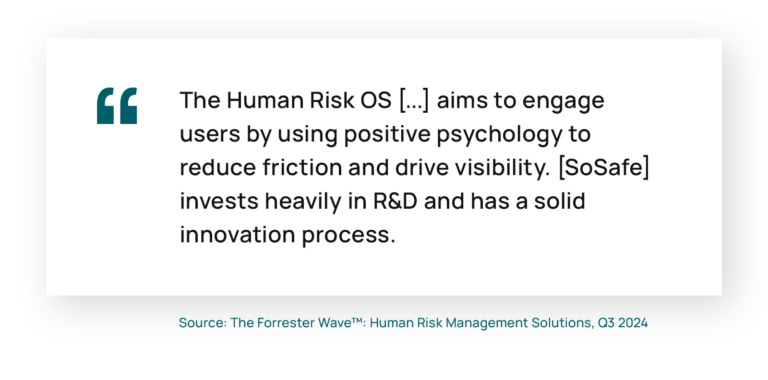 “
The Human Risk OS [...] aims to engage
users by using positive psychology to
reduce friction and drive visibility. [SoSafe]
invests heavily in R&D and has a solid
innovation process.
Source: The Forrester Wave™: Human Risk Management Solutions, Q3 2024